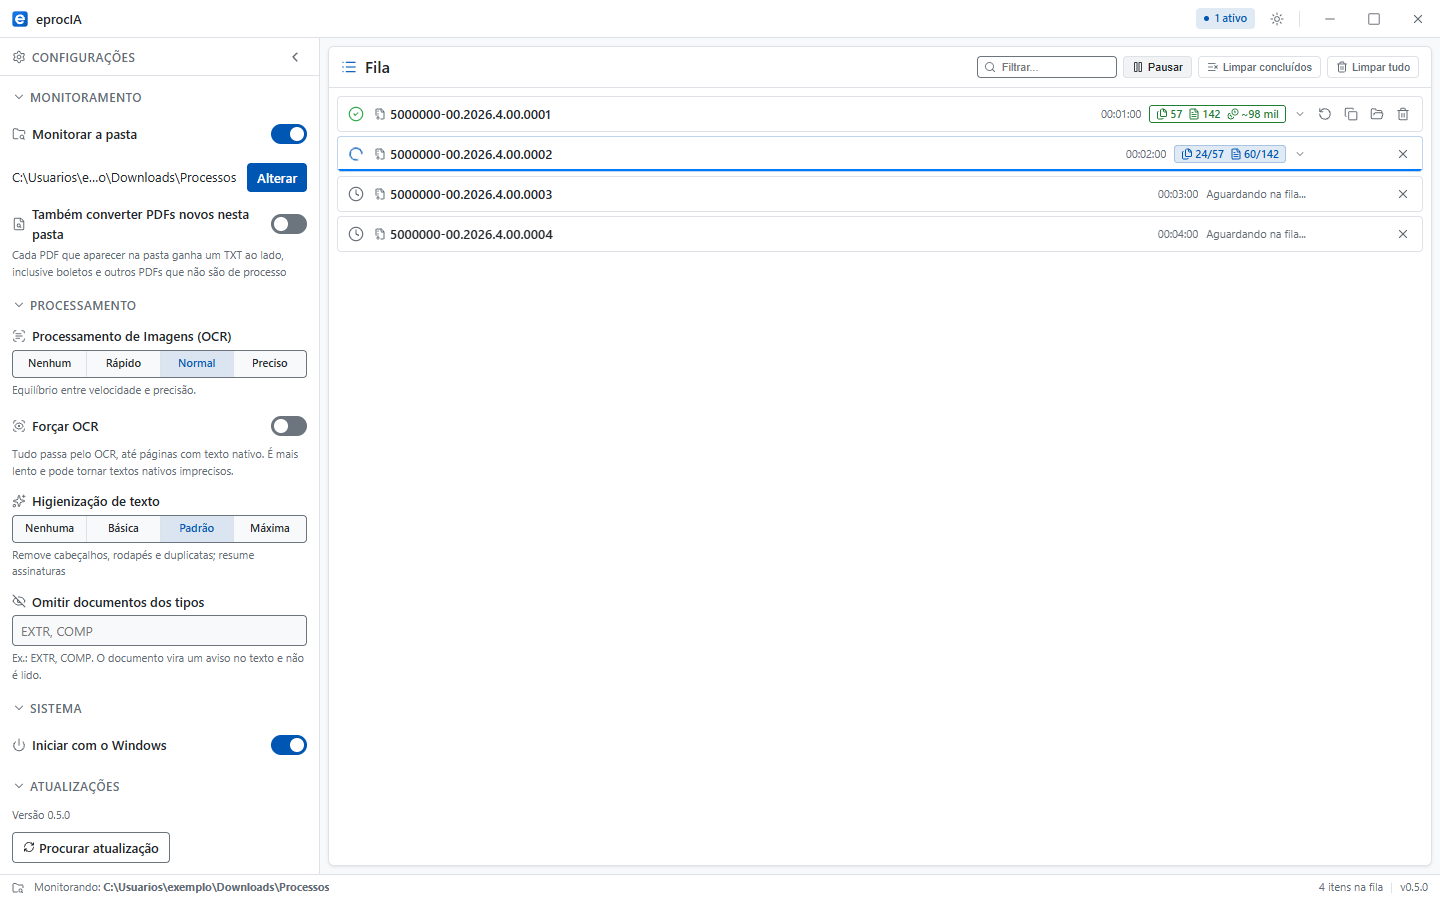 eprocIA
1 ativo
CONFIGURAÇÕES
MONITORAMENTO
Monitorar a pasta
C:\Usuarios\e...o\Downloads\Processos
Alterar
Também converter PDFs novos nesta
pasta
Cada PDF que aparecer na pasta ganha um TXT ao lado,
inclusive boletos e outros PDFs que não são de processo
PROCESSAMENTO
Processamento de Imagens (OCR)
Nenhum Rápido Normal Preciso
Equilíbrio entre velocidade e precisão.
Forçar OCR
Tudo passa pelo OCR, até páginas com texto nativo. É mais
lento e pode tornar textos nativos imprecisos.
Higienização de texto
Nenhuma Básica Padrão Máxima
Remove cabeçalhos, rodapés e duplicatas; resume
assinaturas
Omitir documentos dos tipos
EXTR, COMP
Ex.: EXTR, COMP. O documento vira um aviso no texto e não
é lido.
SISTEMA
Iniciar com o Windows
ATUALIZAÇÕES
Versão 0.5.0
Procurar atualização
Fila
Filtrar...
Pausar
Limpar concluídos
Limpar tudo
5000000-00.2026.4.00.0001 00:01:00 57 142 ~98 mil
5000000-00.2026.4.00.0002 00:02:00 24/57 60/142
5000000-00.2026.4.00.0003 00:03:00 Aguardando na fila...
5000000-00.2026.4.00.0004 00:04:00 Aguardando na fila...
Monitorando: C:\Usuarios\exemplo\Downloads\Processos
4 itens na fila v0.5.0